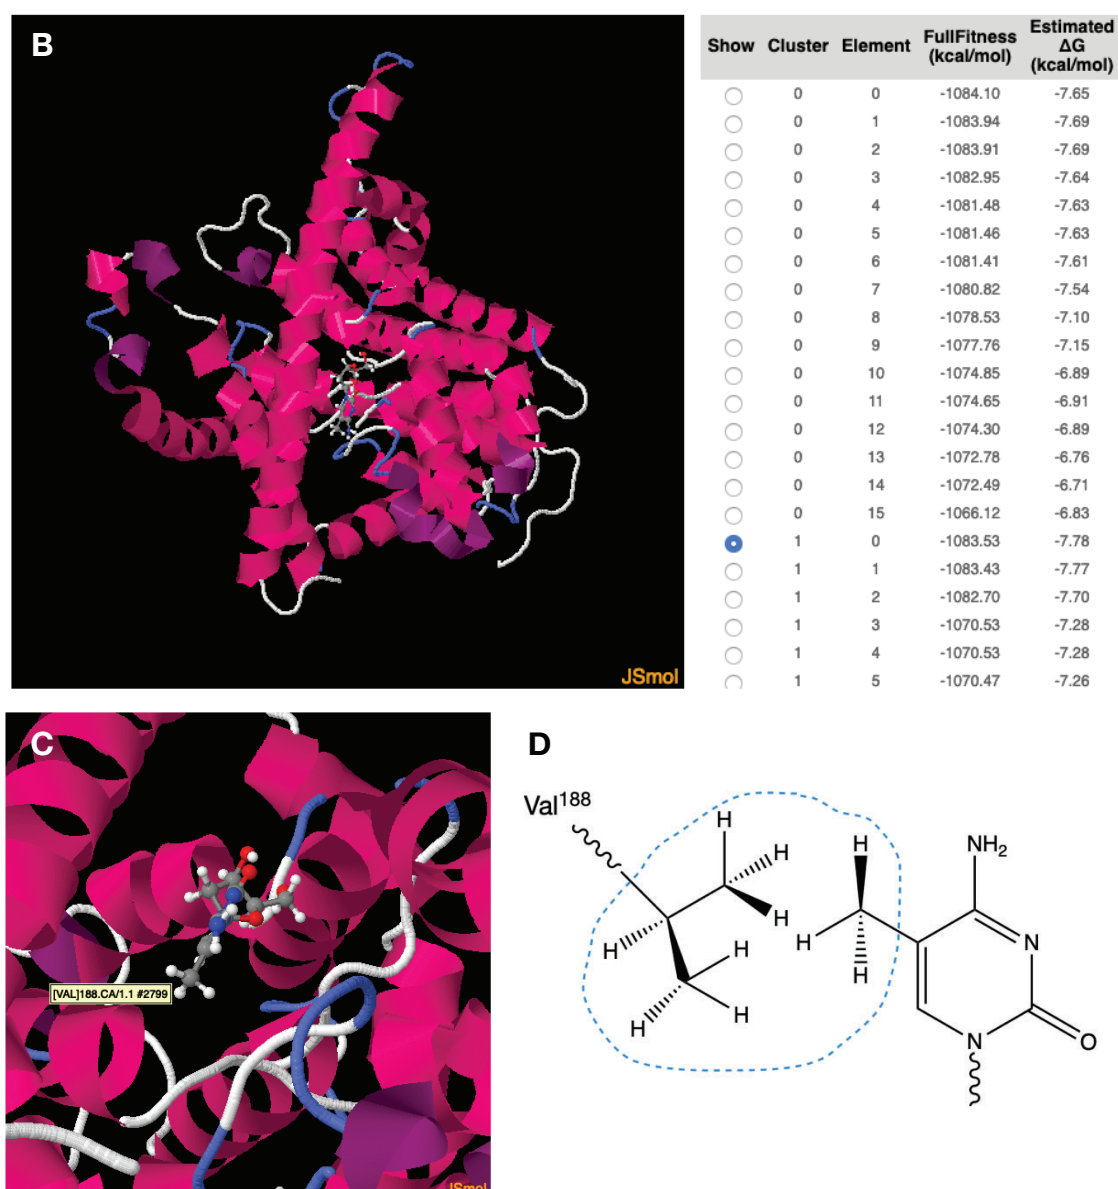 B
JSmol
Show Cluster Element FullFitness (kcal/mol) Estimated ΔG (kcal/mol)
0 0 -1084.10 -7.65
0 1 -1083.94 -7.69
0 2 -1083.91 -7.69
0 3 -1082.95 -7.64
0 4 -1081.48 -7.63
0 5 -1081.46 -7.63
0 6 -1081.41 -7.61
0 7 -1080.82 -7.54
0 8 -1078.53 -7.10
0 9 -1077.76 -7.15
0 10 -1074.85 -6.89
0 11 -1074.65 -6.91
0 12 -1074.30 -6.89
0 13 -1072.78 -6.76
0 14 -1072.49 -6.71
0 15 -1066.12 -6.83
1 0 -1083.53 -7.78
1 1 -1083.43 -7.77
1 2 -1082.70 -7.70
1 3 -1070.53 -7.28
1 4 -1070.53 -7.28
1 5 -1070.47 -7.26
C
[VAL]188.CA/1.1 #2799
JSmol
D
Val188
H
H
H
H
H
H
H
H
H
H
NH2
N
N
O